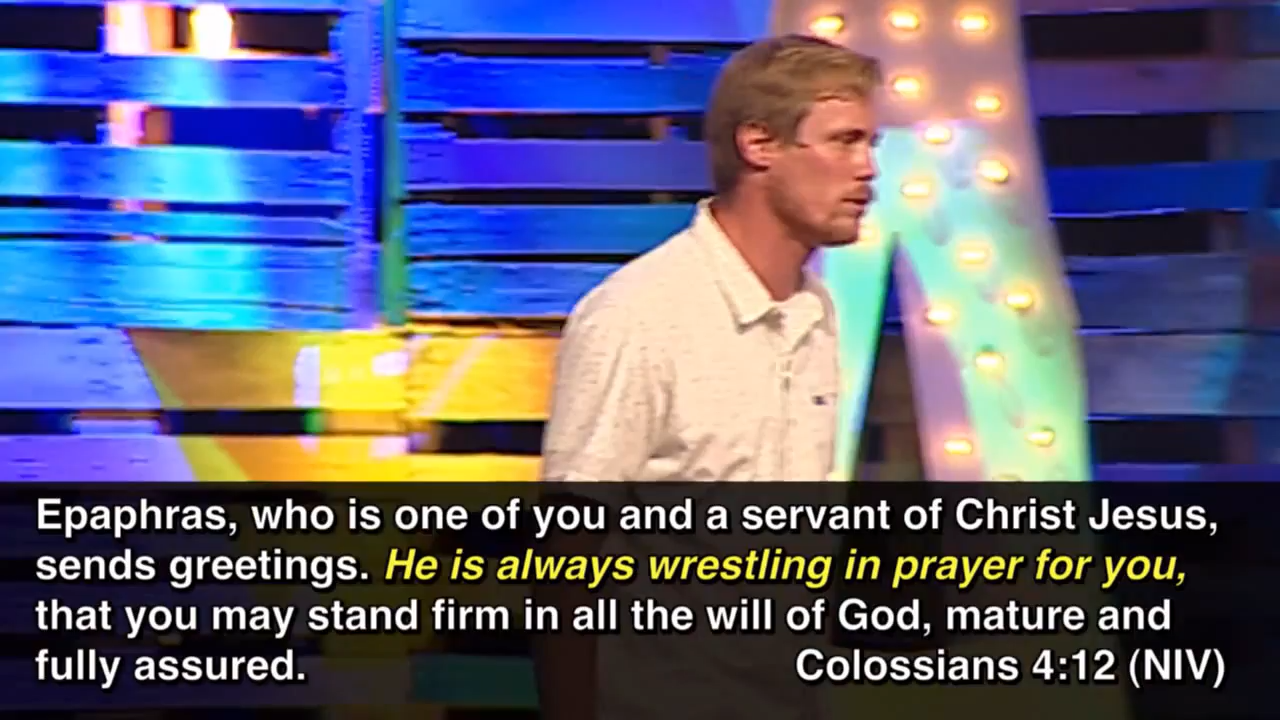 Epaphras, who is one of you and a servant of Christ Jesus,
sends greetings. He is always wrestling in prayer for you,
that you may stand firm in all the will of God, mature and
fully assured. Colossians 4:12 (NIV)